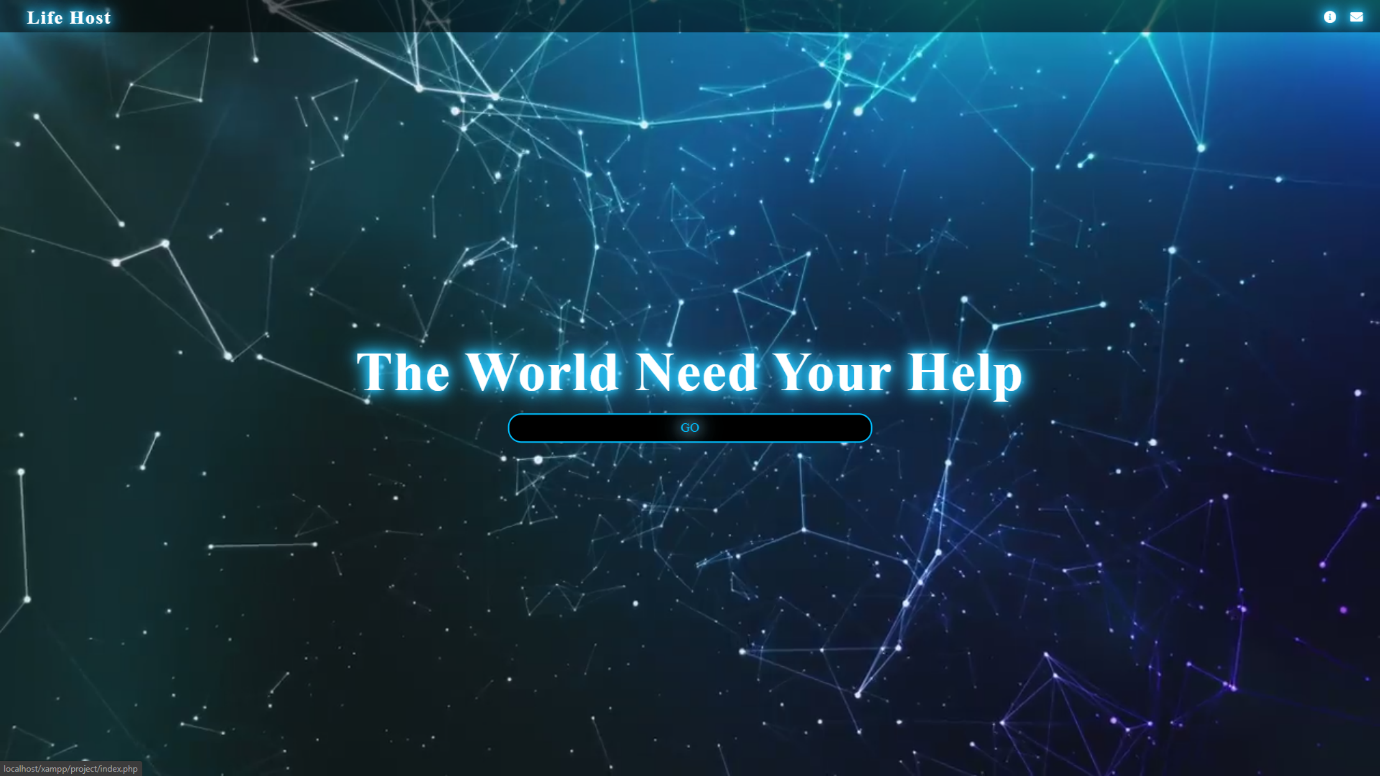 Life Host
The World Need Your Help
GO
localhost/xampp/project/index.php